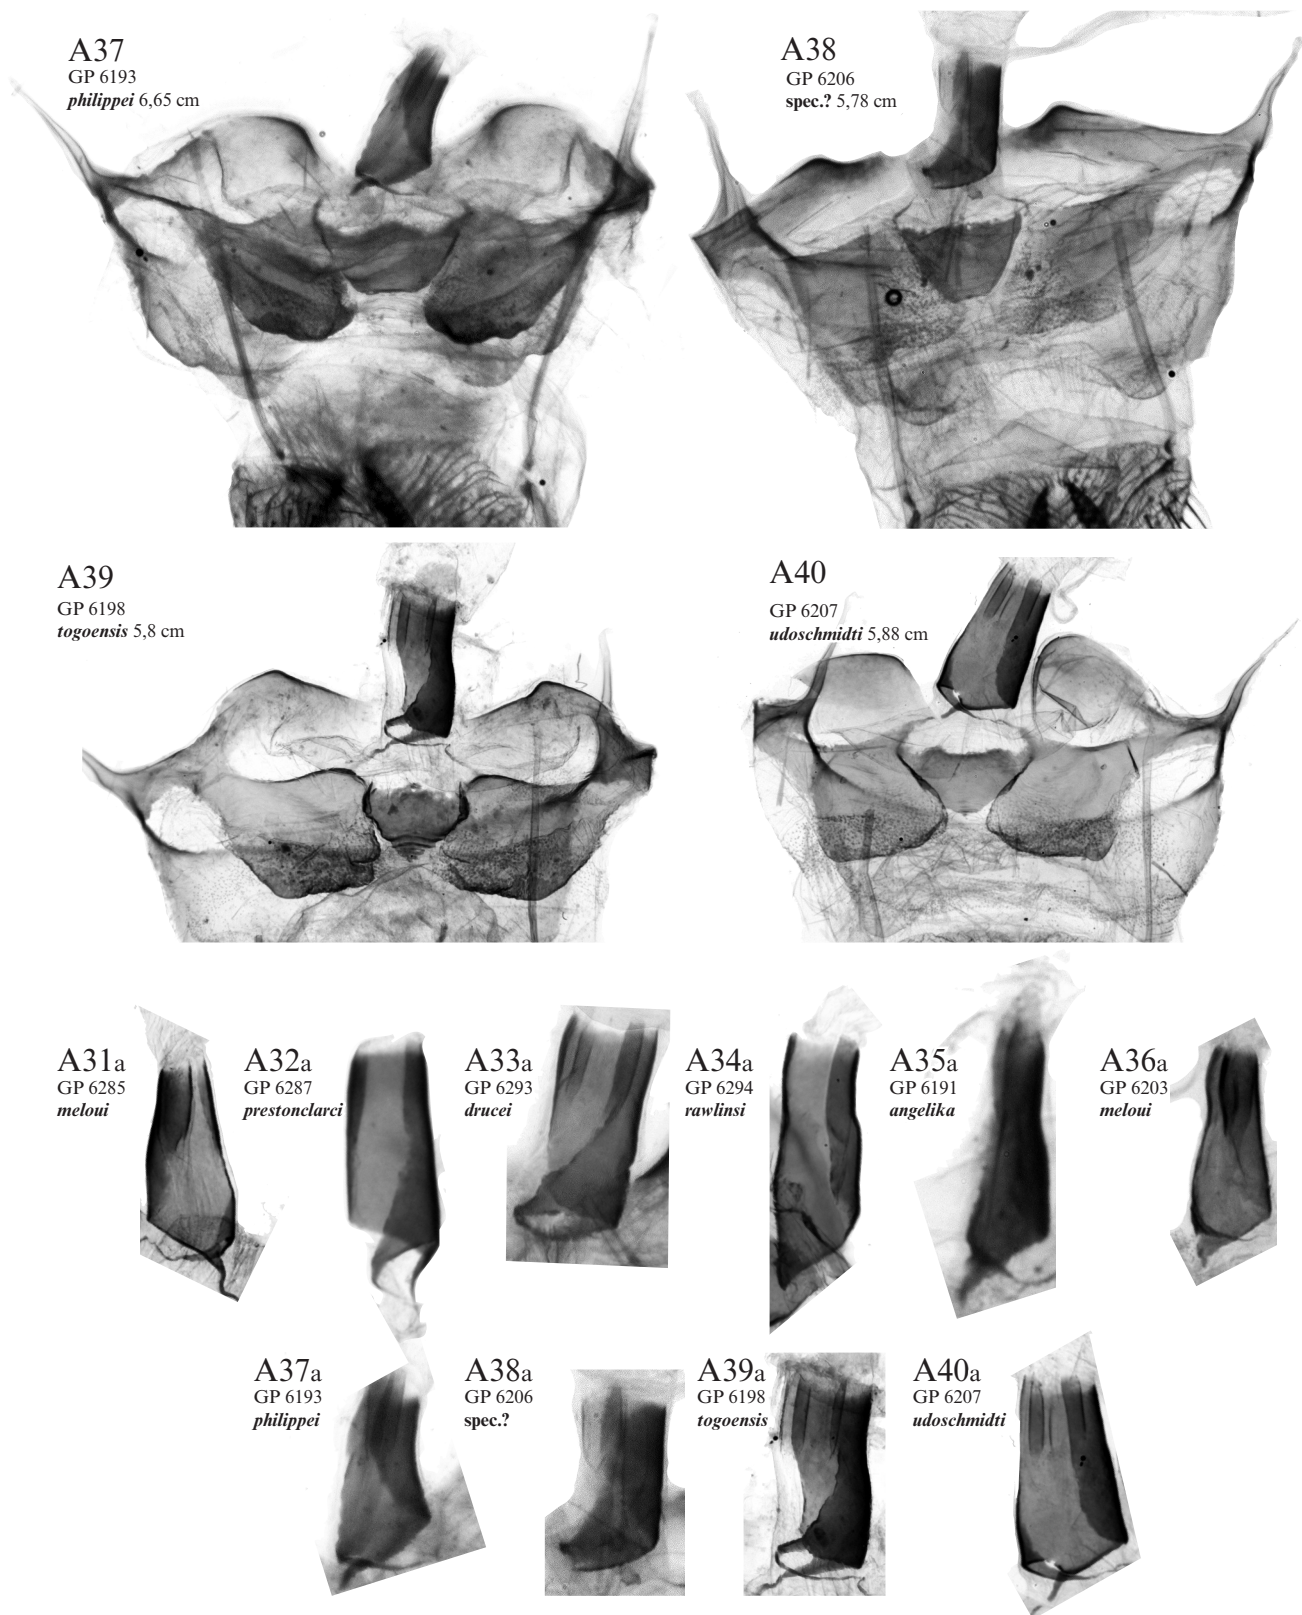 A37
GP 6193
philippei 6,65 cm
A38
GP 6206
spec.? 5,78 cm
A39
GP 6198
togoensis 5,8 cm
A40
GP 6207
udoschmidti 5,88 cm
A31a
GP 6285
meloui
A32a
GP 6287
prestonclarci
A33a
GP 6293
drucei
A34a
GP 6294
rawlinsi
A35a
GP 6191
angelika
A36a
GP 6203
meloui
A37a
GP 6193
philippei
A38a
GP 6206
spec.?
A39a
GP 6198
togoensis
A40a
GP 6207
udoschmidti